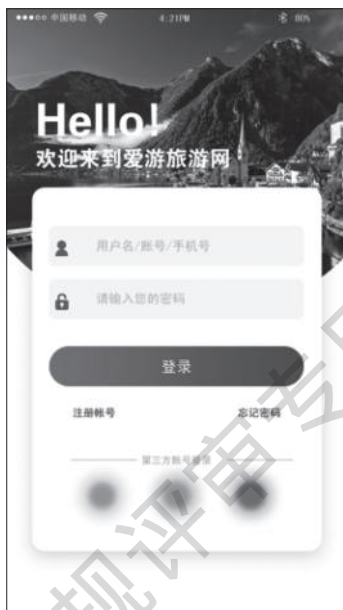 中国移动 4:21PM 80%
Hello!
欢迎来到爱游旅游网
用户名/账号/手机号
请输入您的密码
登录
注册帐号 忘记密码
第三方账号登录